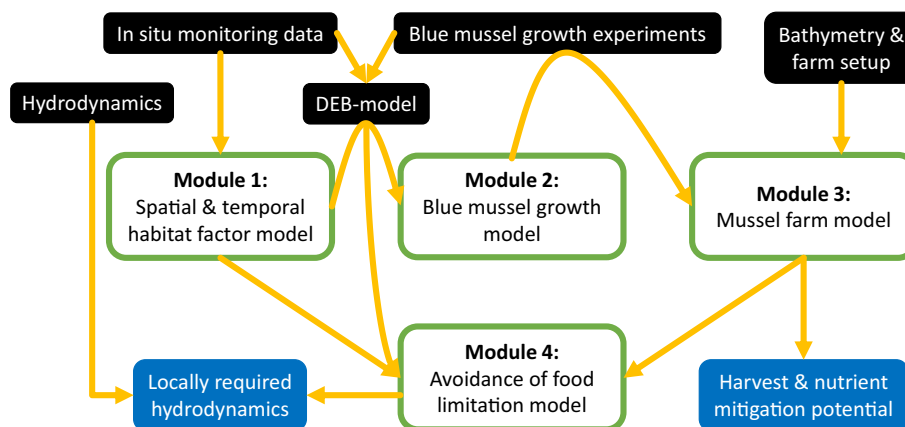 In situ monitoring data
Blue mussel growth experiments
Bathymetry &
farm setup
Hydrodynamics
DEB-model
Module 1:
Spatial & temporal
habitat factor model
Module 2:
Blue mussel growth
model
Module 3:
Mussel farm model
Module 4:
Avoidance of food
limitation model
Locally required
hydrodynamics
Harvest & nutrient
mitigation potential